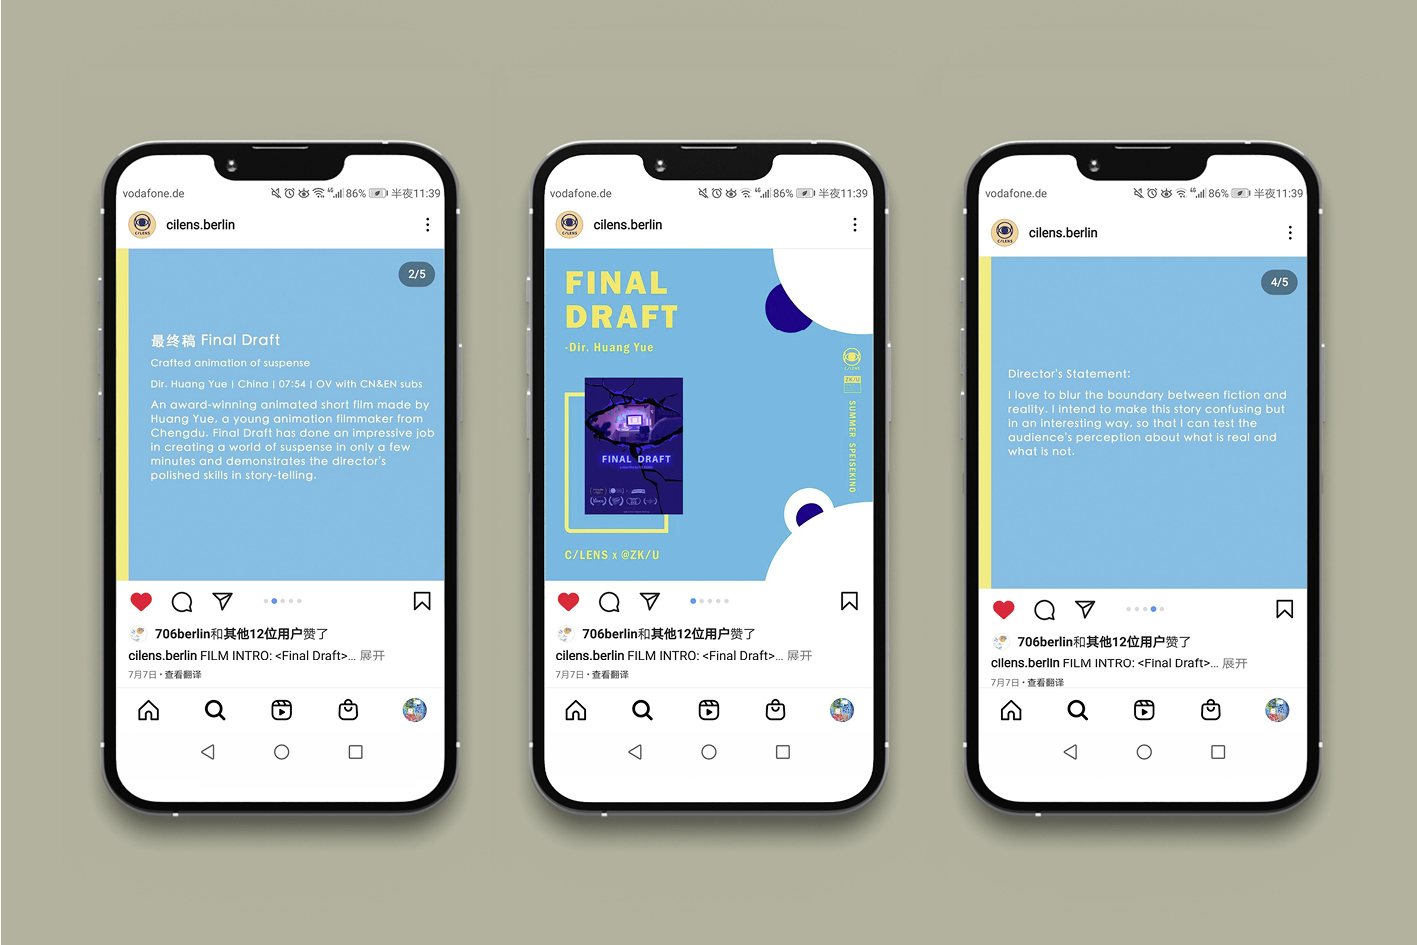 vodafone.de
4G
86%
半夜11:39
C/LENS
cilens.berlin
2/5
最终稿 Final Draft
Crafted animation of suspense
Dir. Huang Yue | China | 07:54 | OV with CN&EN subs
An award-winning animated short film made by
Huang Yue, a young animation filmmaker from
Chengdu. Final Draft has done an impressive job
in creating a world of suspense in only a few
minutes and demonstrates the director's
polished skills in story-telling.
706berlin和其他12位用户赞了
cilens.berlin FILM INTRO: <Final Draft>... 展开
7月7日 • 查看翻译
vodafone.de
4G
86%
半夜11:39
C/LENS
cilens.berlin
FINAL
DRAFT
-Dir. Huang Yue
C/LENS
ZK/U
SUMMER SPEISEKINO
FINAL DRAFT
C/LENS x @ZK/U
706berlin和其他12位用户赞了
cilens.berlin FILM INTRO: <Final Draft>... 展开
7月7日 • 查看翻译
vodafone.de
4G
86%
半夜11:39
C/LENS
cilens.berlin
4/5
Director's Statement:
I love to blur the boundary between fiction and
reality. I intend to make this story confusing but
in an interesting way, so that I can test the
audience's perception about what is real and
what is not.
706berlin和其他12位用户赞了
cilens.berlin FILM INTRO: <Final Draft>... 展开
7月7日 • 查看翻译